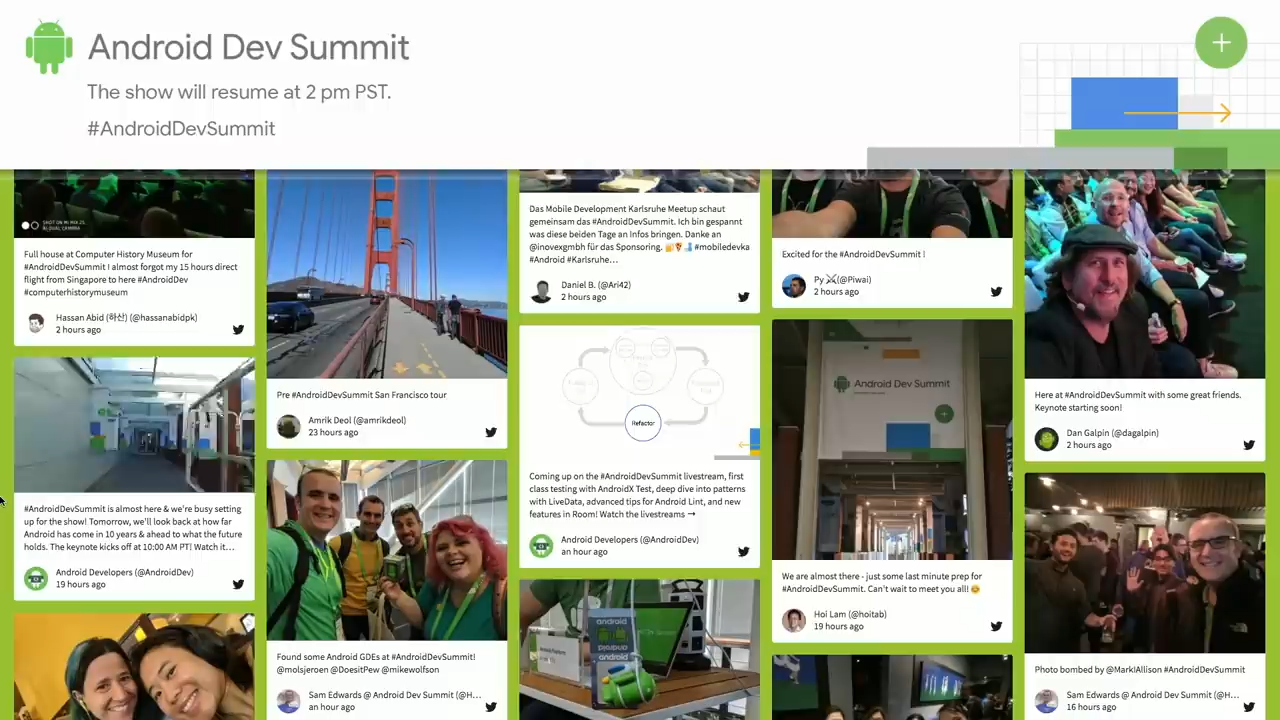 Android Dev Summit
The show will resume at 2 pm PST.
#AndroidDevSummit
+
SHOT ON MI MIX 2S
AI DUAL CAMERA
Full house at Computer History Museum for
#AndroidDevSummit ! almost forgot my 15 hours direct
flight from Singapore to here #AndroidDev
#computerhistorymuseum
Hassan Abid (하산) (@hassanabidpk)
2 hours ago
#AndroidDevSummit is almost here & we're busy setting
up for the show! Tomorrow, we'll look back at how far
Android has come in 10 years & ahead to what the future
holds. The keynote kicks off at 10:00 AM PT! Watch it…
Android Developers (@AndroidDev)
19 hours ago
Pre #AndroidDevSummit San Francisco tour
Amrik Deol (@amrikdeol)
23 hours ago
Found some Android GDEs at #AndroidDevSummit!
@molsjeroen @DoesitPew @mikewolfson
Sam Edwards @ Android Dev Summit (@H…
an hour ago
Das Mobile Development Karlsruhe Meetup schaut
gemeinsam das #AndroidDevSummit. Ich bin gespannt
was diese beiden Tage an Infos bringen. Danke an
@inovexgmbh für das Sponsoring. 🍻🍕 #mobiledevka
#Android #Karlsruhe…
Daniel B. (@Ari42)
2 hours ago
Refactor
Coming up on the #AndroidDevSummit livestream, first
class testing with AndroidX Test, deep dive into patterns
with LiveData, advanced tips for Android Lint, and new
features in Room! Watch the livestreams →
Android Developers (@AndroidDev)
an hour ago
android
android
Excited for the #AndroidDevSummit !
Py ⚔(@Piwai)
2 hours ago
Android Dev Summit
We are almost there - just some last minute prep for
#AndroidDevSummit. Can't wait to meet you all! 😊
Hoi Lam (@hoitab)
19 hours ago
Here at #AndroidDevSummit with some great friends.
Keynote starting soon!
Dan Galpin (@dagalpin)
2 hours ago
Photo bombed by @MarkIAllison #AndroidDevSummit
Sam Edwards @ Android Dev Summit (@H…
16 hours ago